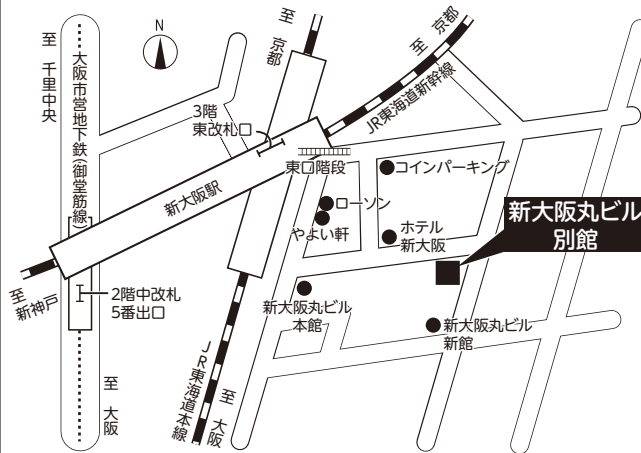 N
至 京都
至 京都
至 千里中央
大阪市営地下鉄(御堂筋線)
3階
東改札口
JR東海道新幹線
東口階段
コインパーキング
新大阪駅
ローソン
やよい軒
ホテル
新大阪
新大阪丸ビル
別館
至 新神戸
2階中改札
5番出口
新大阪丸ビル
本館
新大阪丸ビル
新館
至 大阪
JR東海道本線
至 大阪